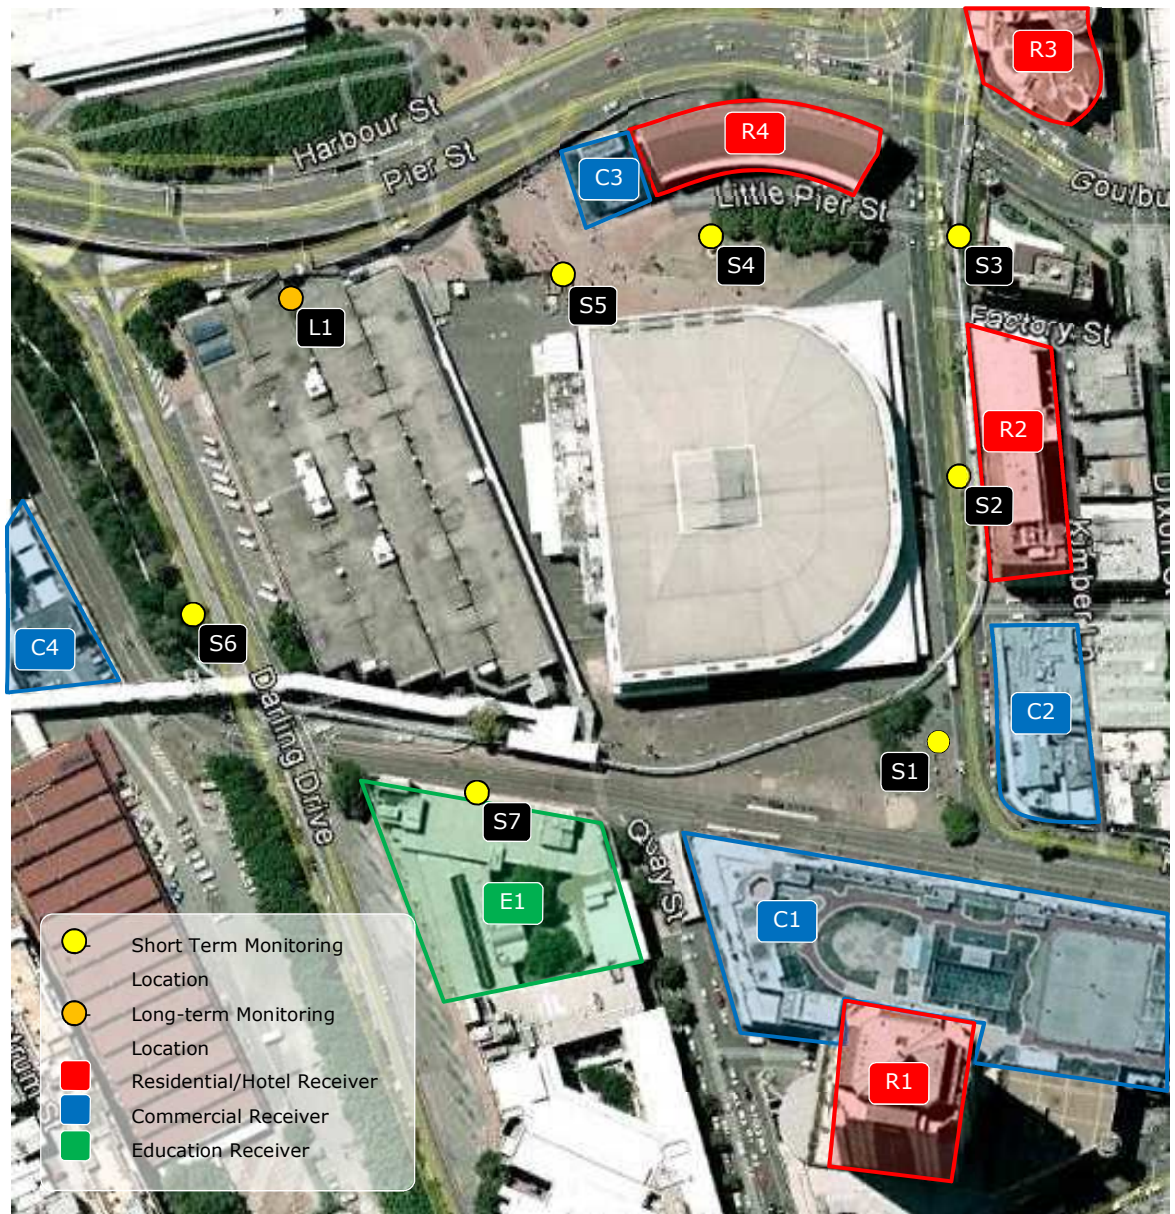 R3
Harbour St
Pier St
R4
C3
Little Pier St
Goulbu
S4
S3
S5
L1
Factory St
R2
S2
Dixon
Kimber Ln
C4
S6
Darling Drive
C2
S1
S7
Quay St
E1
C1
R1
Short Term Monitoring
Location
Long-term Monitoring
Location
Residential/Hotel Receiver
Commercial Receiver
Education Receiver